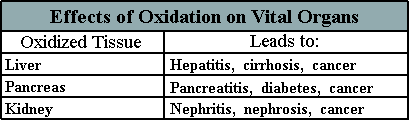 Effects of Oxidation on Vital Organs
Oxidized Tissue Leads to:
Liver Hepatitis, cirrhosis, cancer
Pancreas Pancreatitis, diabetes, cancer
Kidney Nephritis, nephrosis, cancer